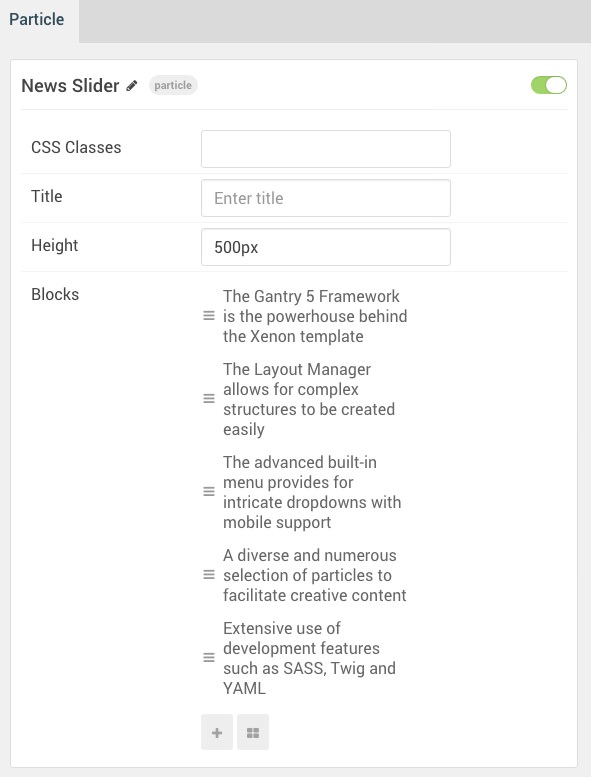 Particle
News Slider particle
CSS Classes
Title Enter title
Height 500px
Blocks
The Gantry 5 Framework
is the powerhouse behind
the Xenon template
The Layout Manager
allows for complex
structures to be created
easily
The advanced built-in
menu provides for
intricate dropdowns with
mobile support
A diverse and numerous
selection of particles to
facilitate creative content
Extensive use of
development features
such as SASS, Twig and
YAML